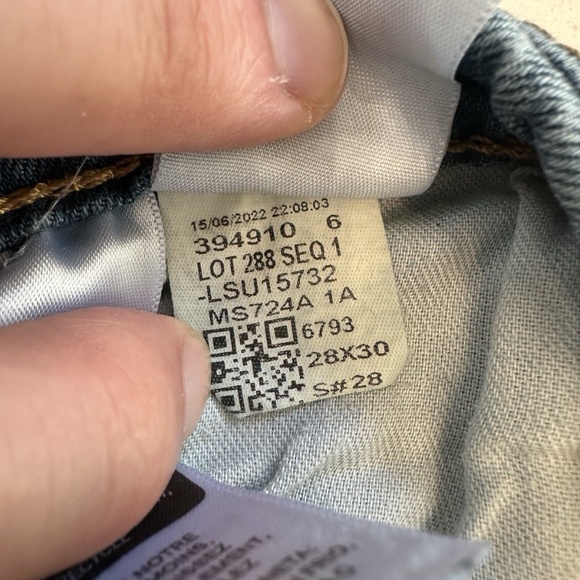 15/06/2022 22:08:03
394910 6
LOT 288 SEQ 1
-LSU15732
MS724A 1A
6793
28X30
S#28
RECYCLE
NOTRE